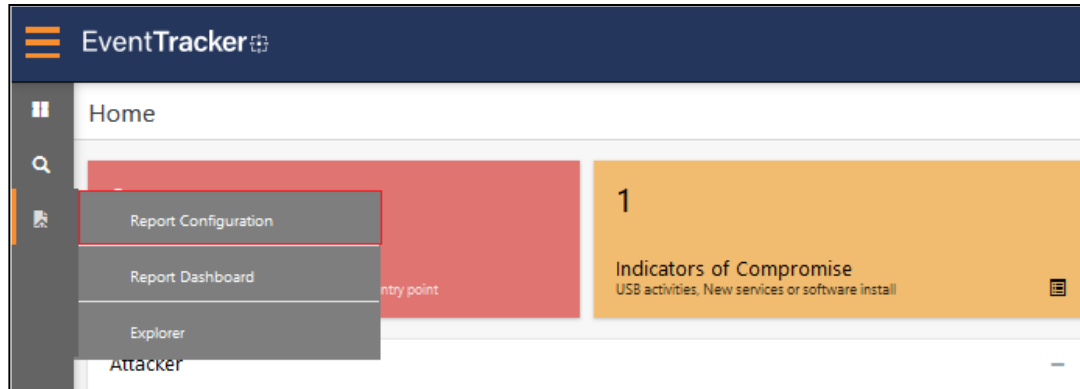 EventTracker
Home
Report Configuration
Report Dashboard
Explorer
ntry point
1
Indicators of Compromise
USB activities, New services or software install
Attacker